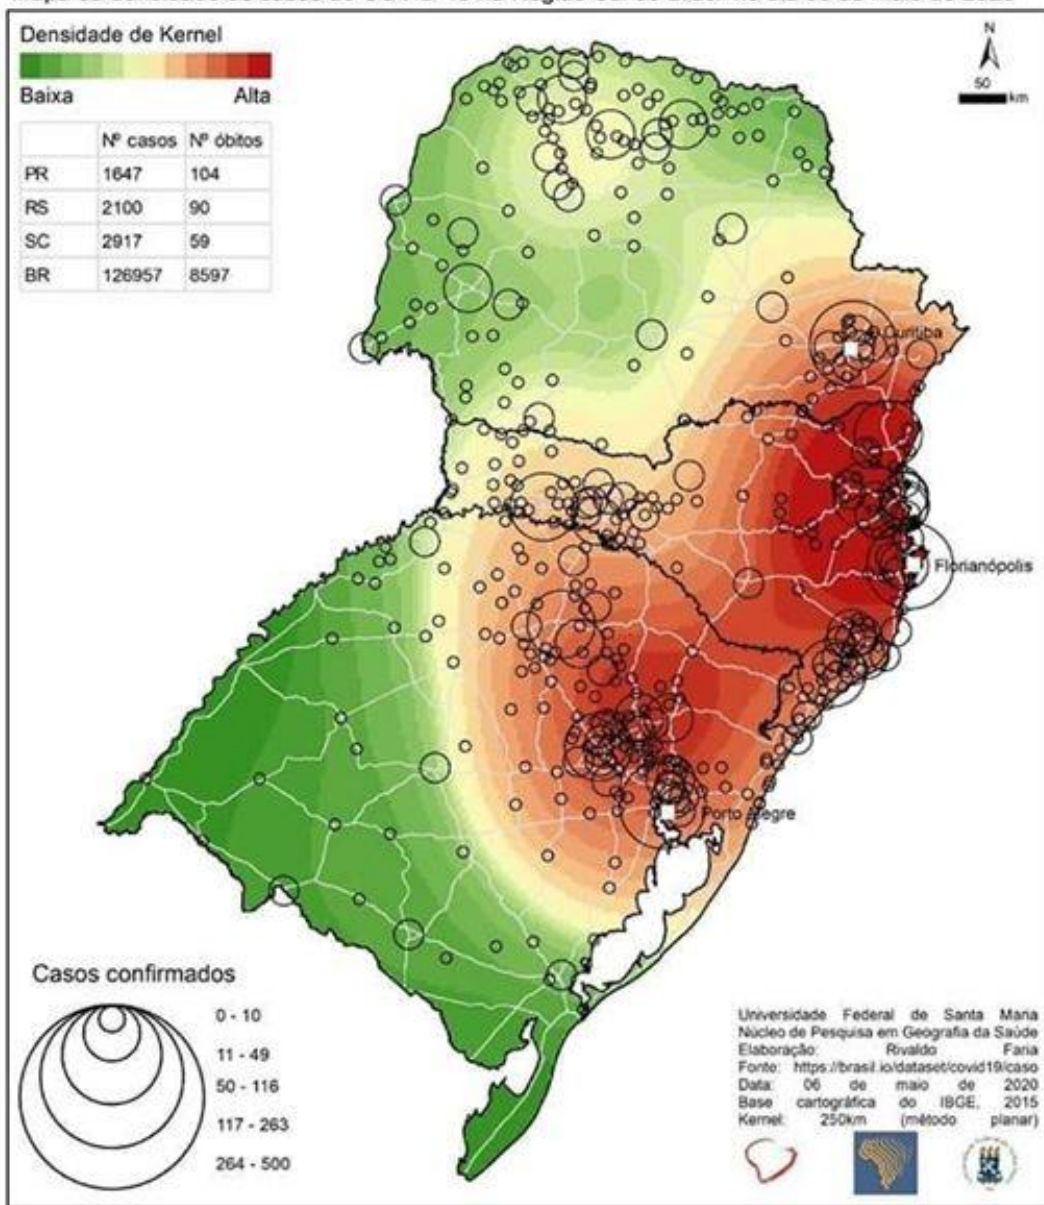 Densidade de Kernel
Baixa Alta
Nº casos Nº óbitos
PR 1647 104
RS 2100 90
SC 2917 59
BR 126957 8597
N
50
km
Curitiba
Florianópolis
Porto Alegre
Casos confirmados
0 - 10
11 - 49
50 - 116
117 - 263
264 - 500
Universidade Federal de Santa Maria
Núcleo de Pesquisa em Geografia da Saúde
Elaboração: Rivaldo Faria
Fonte: https://brasil.io/dataset/covid19/caso
Data: 06 de maio de 2020
Base cartográfica do IBGE, 2015
Kernel: 250km (método planar)